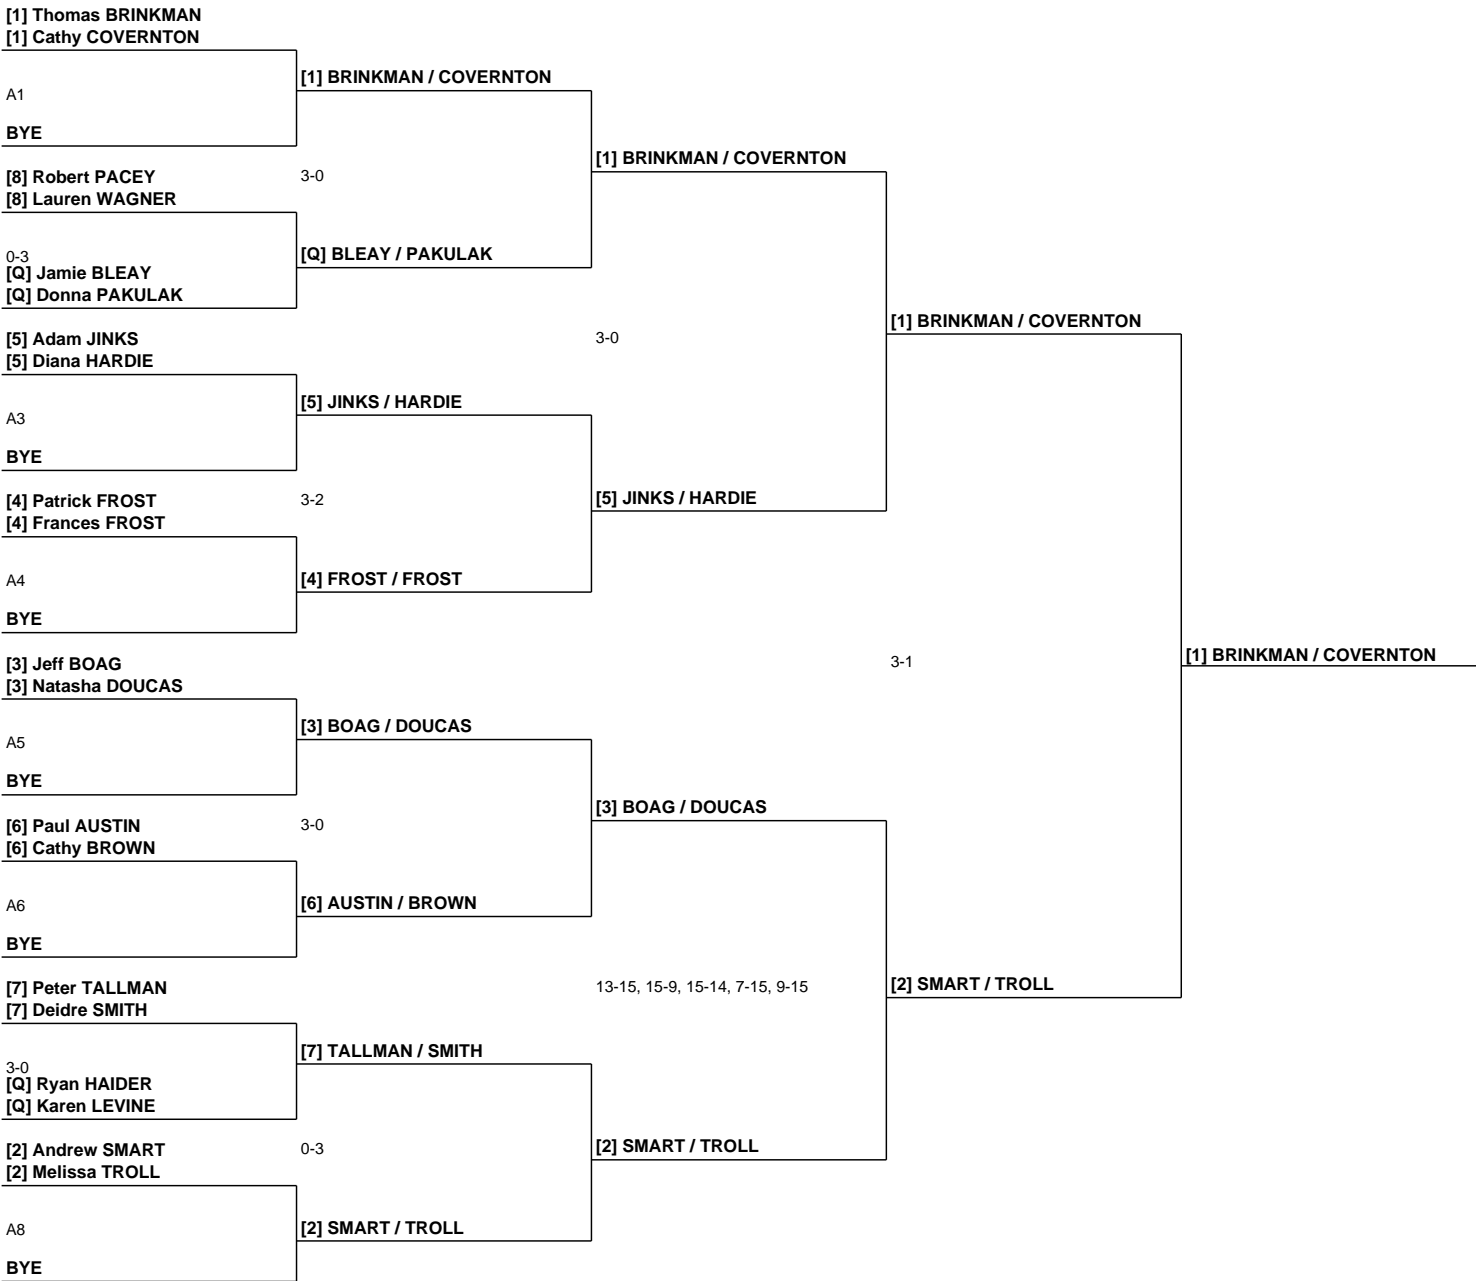 [1] Thomas BRINKMAN
[1] Cathy COVERNTON
[1] BRINKMAN / COVERNTON
A1
BYE
[1] BRINKMAN / COVERNTON
[8] Robert PACEY
3-0
[8] Lauren WAGNER
0-3
[Q] BLEAY / PAKULAK
[Q] Jamie BLEAY
[Q] Donna PAKULAK
[1] BRINKMAN / COVERNTON
[5] Adam JINKS
3-0
[5] Diana HARDIE
[5] JINKS / HARDIE
A3
BYE
[4] Patrick FROST
3-2
[5] JINKS / HARDIE
[4] Frances FROST
A4
[4] FROST / FROST
BYE
[3] Jeff BOAG
3-1
[1] BRINKMAN / COVERNTON
[3] Natasha DOUCAS
[3] BOAG / DOUCAS
A5
BYE
[3] BOAG / DOUCAS
[6] Paul AUSTIN
3-0
[6] Cathy BROWN
A6
[6] AUSTIN / BROWN
BYE
[7] Peter TALLMAN
13-15, 15-9, 15-14, 7-15, 9-15
[2] SMART / TROLL
[7] Deidre SMITH
[7] TALLMAN / SMITH
3-0
[Q] Ryan HAIDER
[Q] Karen LEVINE
[2] Andrew SMART
0-3
[2] SMART / TROLL
[2] Melissa TROLL
A8
[2] SMART / TROLL
BYE